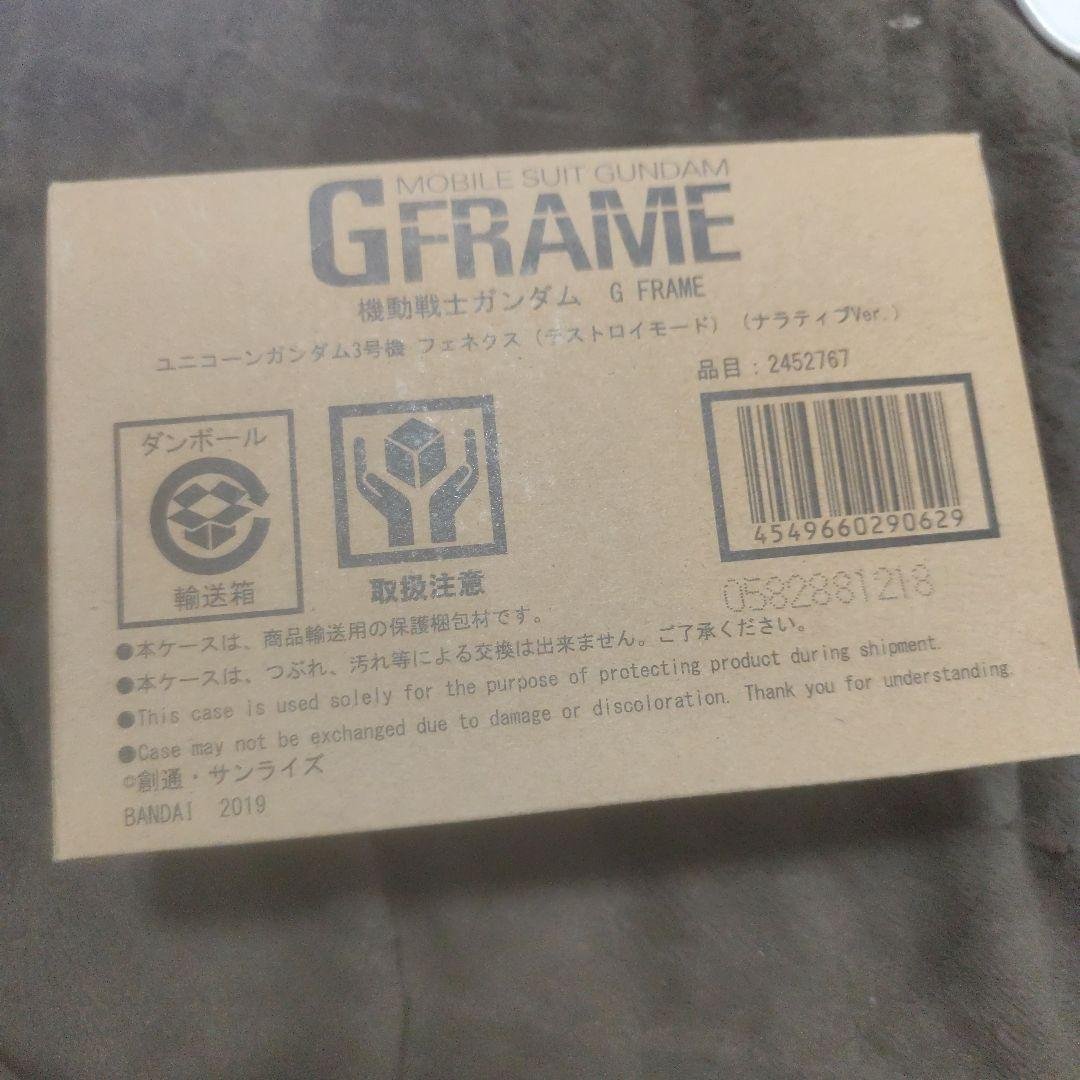 MOBILE SUIT GUNDAM
GFRAME
機動戦士ガンダム G FRAME
ユニコーンガンダム3号機 フェネクス（デストロイモード）（ナラティブVer.）
品目：2452767
ダンボール
輸送箱
取扱注意
4549660290629
0582881218
●本ケースは、商品輸送用の保護梱包材です。
●本ケースは、つぶれ、汚れ等による交換は出来ません。ご了承ください。
●This case is used solely for the purpose of protecting product during shipment.
●Case may not be exchanged due to damage or discoloration. Thank you for understanding.
©創通・サンライズ
BANDAI 2019